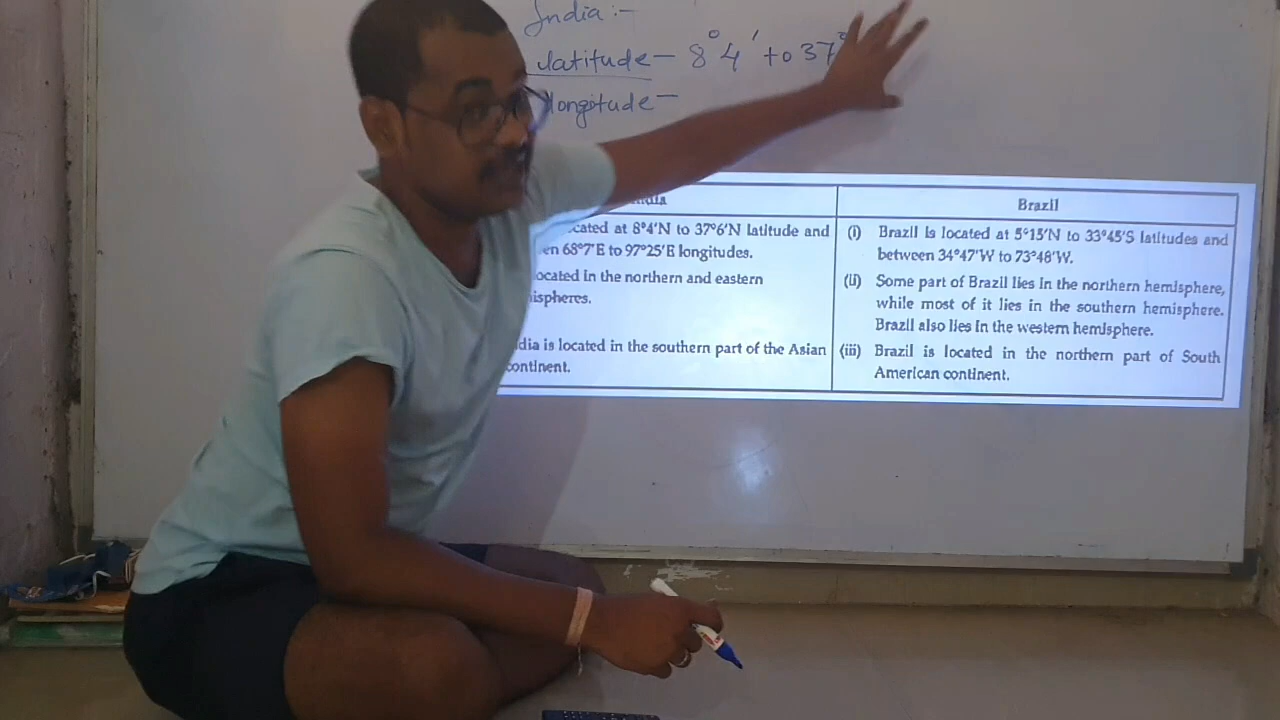 India :-
latitude - 8°4' to 37°
longitude -
Brazil
cated at 8°4'N to 37°6'N latitude and
en 68°7'E to 97°25'E longitudes.
ocated in the northern and eastern
ispheres.
dia is located in the southern part of the Asian
continent.
(i) Brazil is located at 5°15'N to 33°45'S latitudes and
between 34°47'W to 73°48'W.
(ii) Some part of Brazil lies in the northern hemisphere,
while most of it lies in the southern hemisphere.
Brazil also lies in the western hemisphere.
(iii) Brazil is located in the northern part of South
American continent.